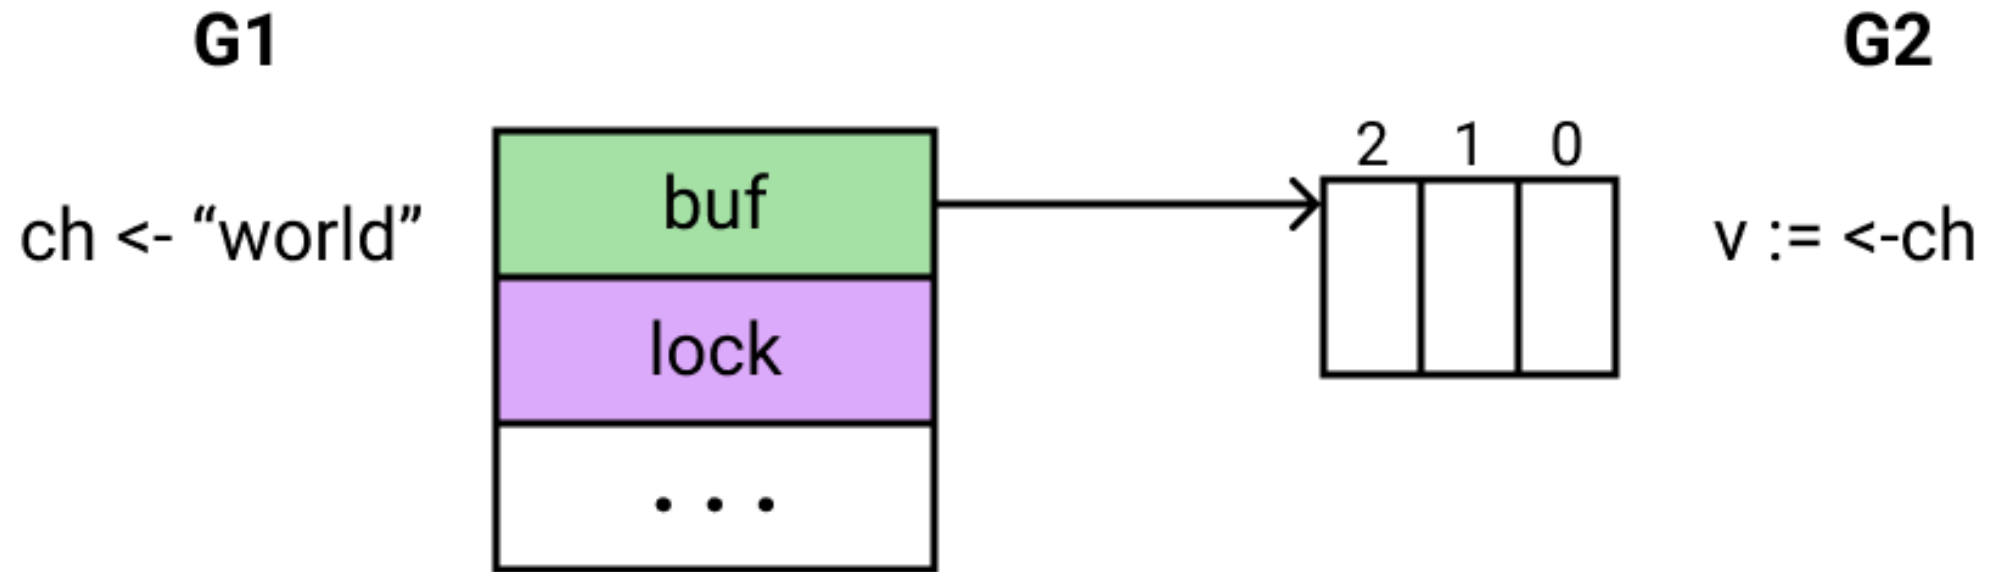 G1
G2
2 1 0
ch <- “world”
buf
v := <-ch
lock
...